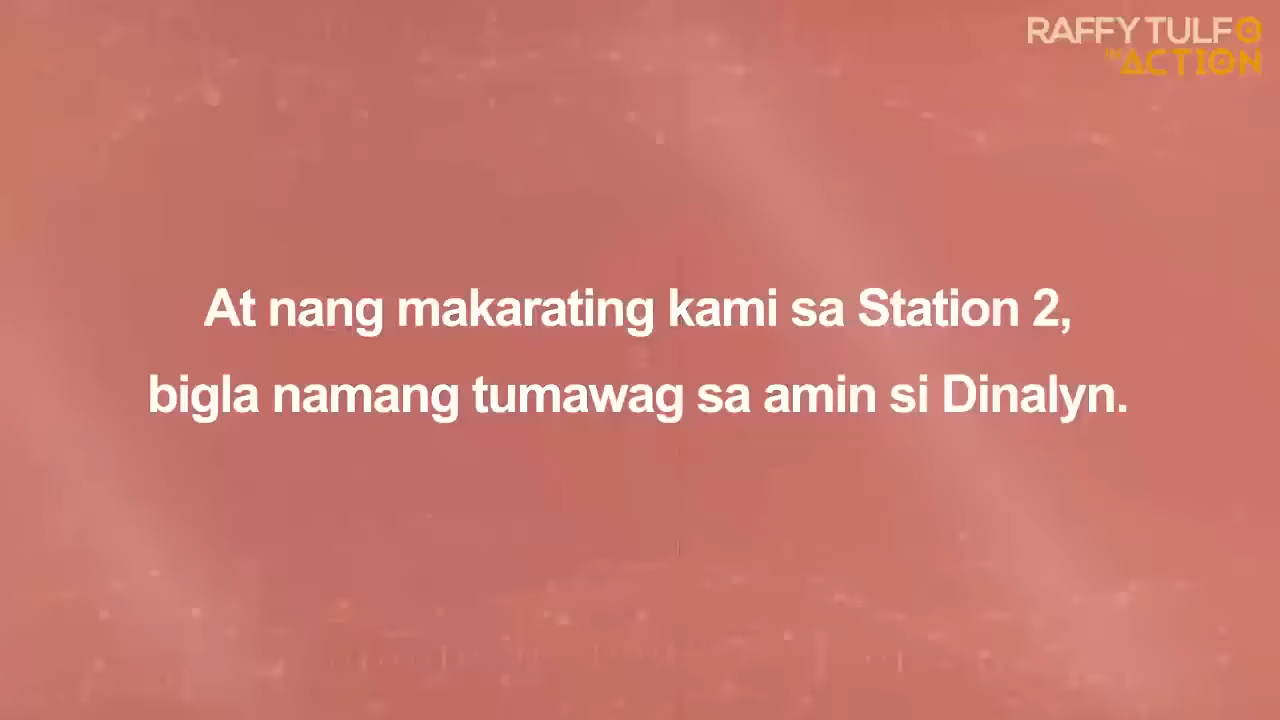 RAFFY TULFO
IN ACTION
At nang makarating kami sa Station 2,
bigla namang tumawag sa amin si Dinalyn.